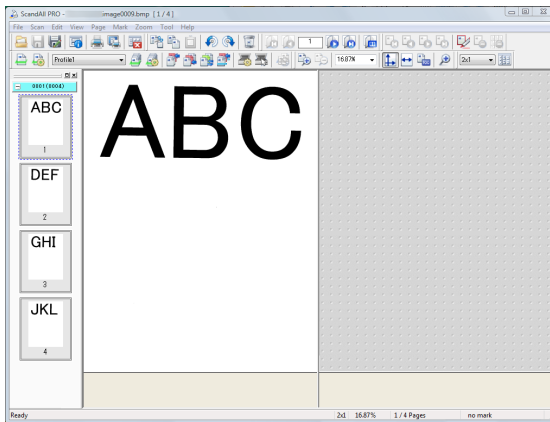 ScandAll PRO - image0009.bmp [ 1 / 4 ]
File Scan Edit View Page Mark Zoom Tool Help
1
Profile1 16.87% 2x1
0001(0004)
ABC
1
DEF
2
GHI
3
JKL
4
ABC
Ready 2x1 16.87% 1 / 4 Pages no mark